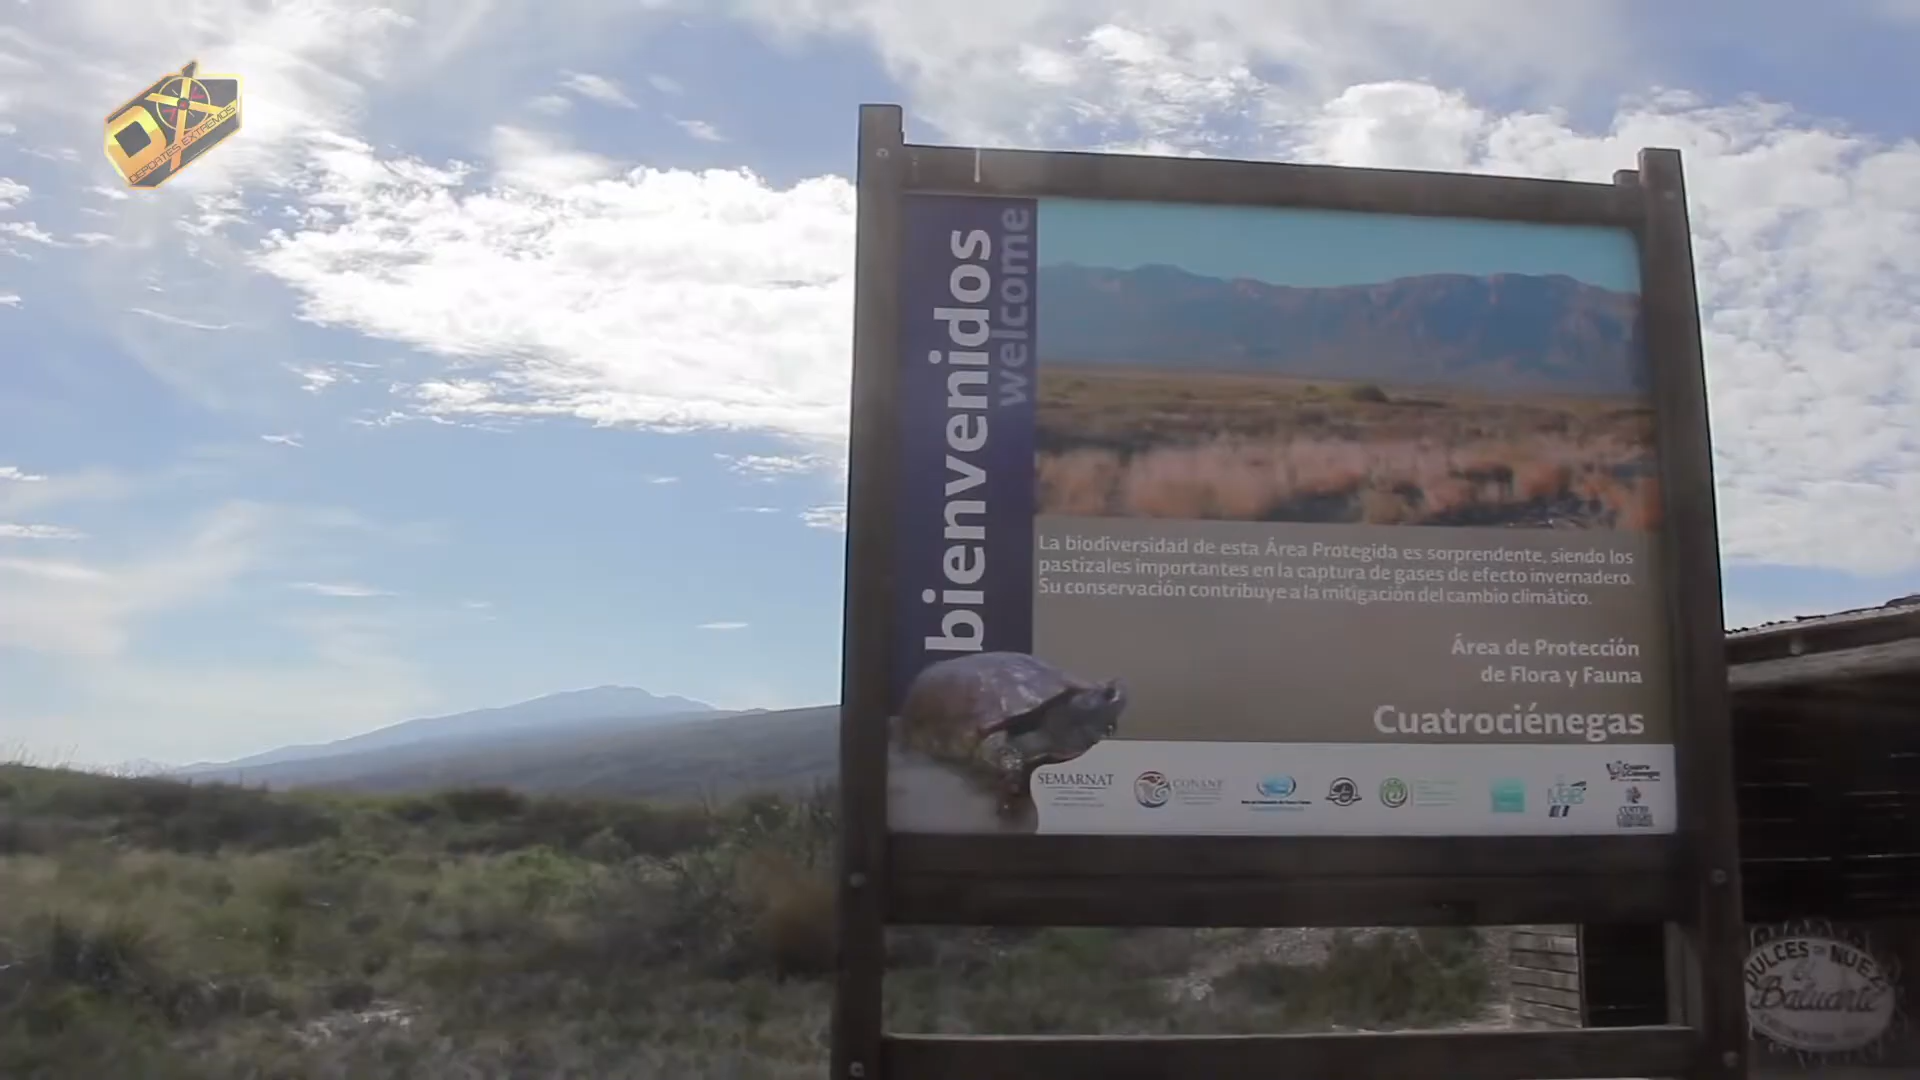 DX
DEPORTES EXTREMOS
bienvenidos
welcome
La biodiversidad de esta Área Protegida es sorprendente, siendo los
pastizales importantes en la captura de gases de efecto invernadero.
Su conservación contribuye a la mitigación del cambio climático.
Área de Protección
de Flora y Fauna
Cuatrociénegas
SEMARNAT
CONANP
DULCES DE NUEZ
el
Baluarte